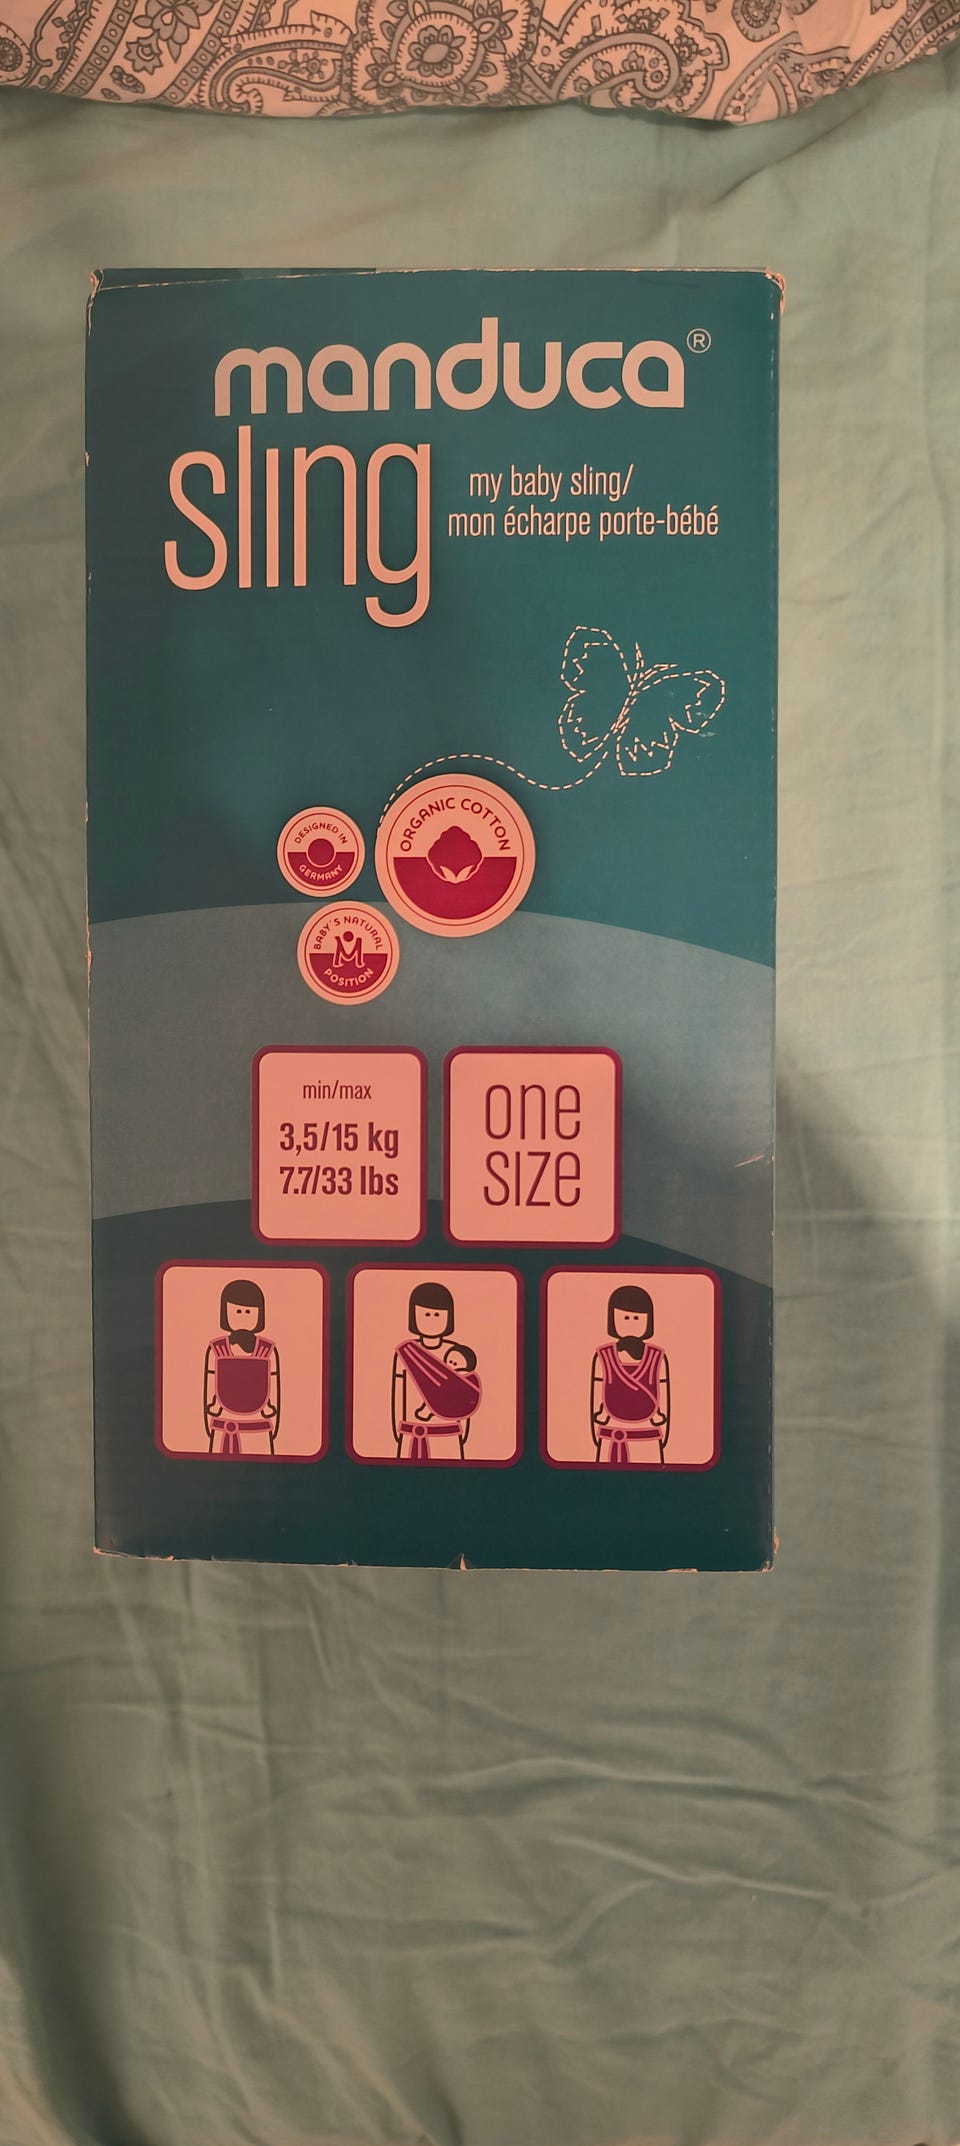 manduca®
sling
my baby sling/
mon écharpe porte-bébé
ORGANIC COTTON
DESIGNED IN
GERMANY
BABY'S NATURAL
M
POSITION
min/max
3,5/15 kg
7.7/33 lbs
one
size